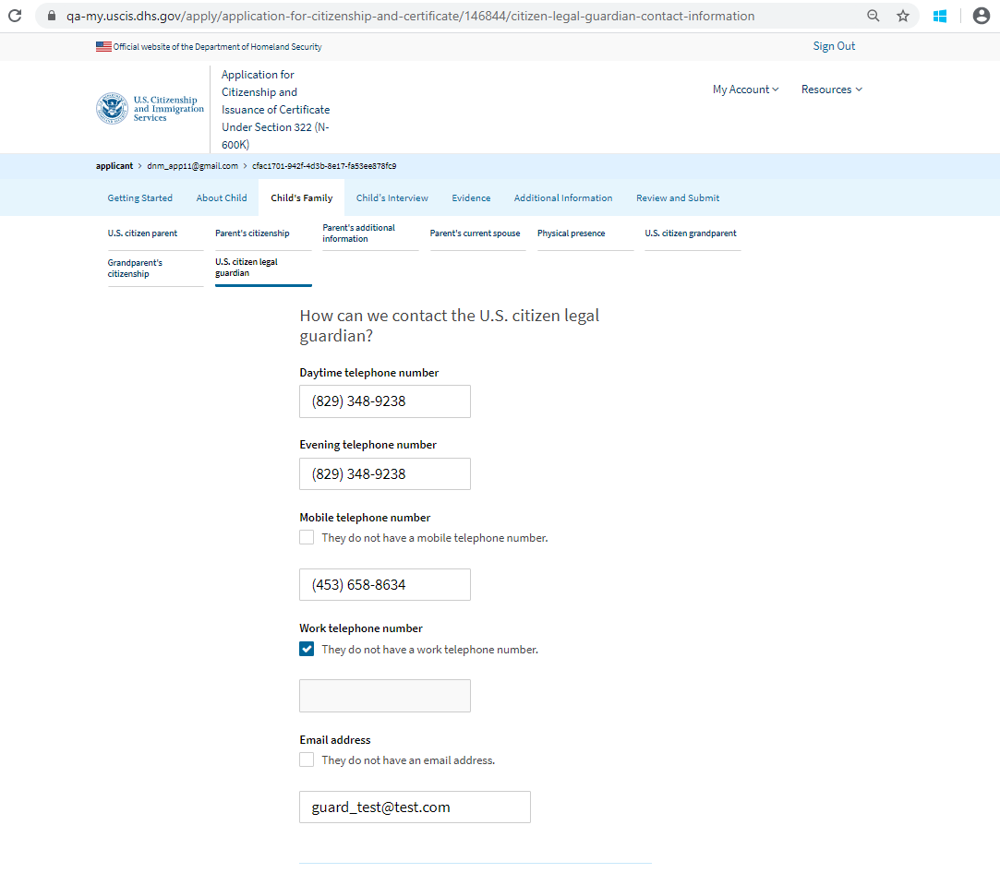 qa-my.uscis.dhs.gov/apply/application-for-citizenship-and-certificate/146844/citizen-legal-guardian-contact-information
Official website of the Department of Homeland Security
Sign Out
U.S. Citizenship
and Immigration
Services
Application for
Citizenship and
Issuance of Certificate
Under Section 322 (N-
600K)
My Account
Resources
applicant > dnm_app11@gmail.com > cfac1701-942f-4d3b-8e17-fa53ee878fc9
Getting Started
About Child
Child's Family
Child's Interview
Evidence
Additional Information
Review and Submit
U.S. citizen parent
Parent's citizenship
Parent's additional
information
Parent's current spouse
Physical presence
U.S. citizen grandparent
Grandparent's
citizenship
U.S. citizen legal
guardian
How can we contact the U.S. citizen legal
guardian?
Daytime telephone number
(829) 348-9238
Evening telephone number
(829) 348-9238
Mobile telephone number
They do not have a mobile telephone number.
(453) 658-8634
Work telephone number
They do not have a work telephone number.
Email address
They do not have an email address.
guard_test@test.com